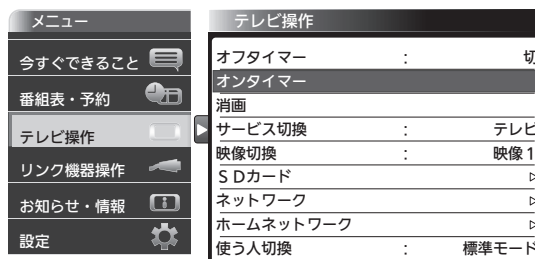 メニュー
今すぐできること
番組表・予約
テレビ操作
リンク機器操作
お知らせ・情報
設定
テレビ操作
オフタイマー : 切
オンタイマー
消画
サービス切換 : テレビ
映像切換 : 映像1
SDカード
ネットワーク
ホームネットワーク
使う人切換 : 標準モード